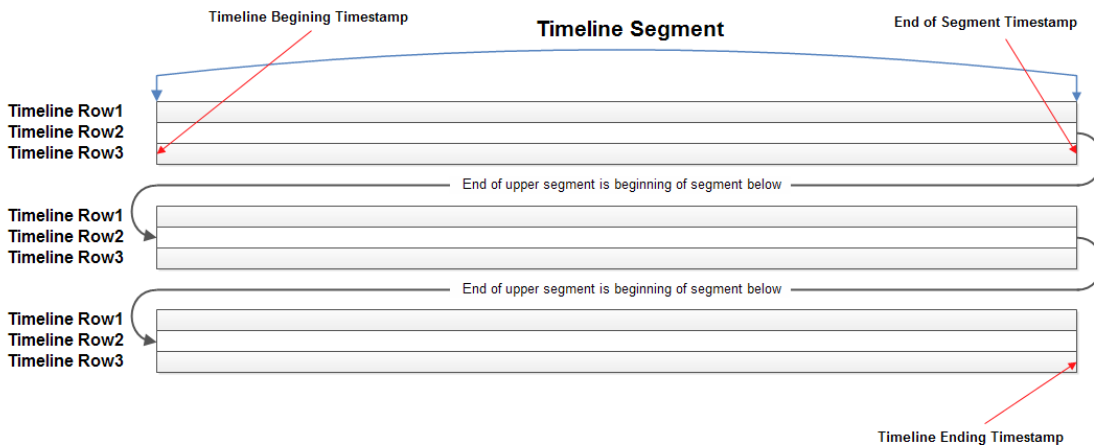 Timeline Begining Timestamp
Timeline Segment
End of Segment Timestamp
Timeline Row1
Timeline Row2
Timeline Row3
End of upper segment is beginning of segment below
Timeline Row1
Timeline Row2
Timeline Row3
End of upper segment is beginning of segment below
Timeline Row1
Timeline Row2
Timeline Row3
Timeline Ending Timestamp